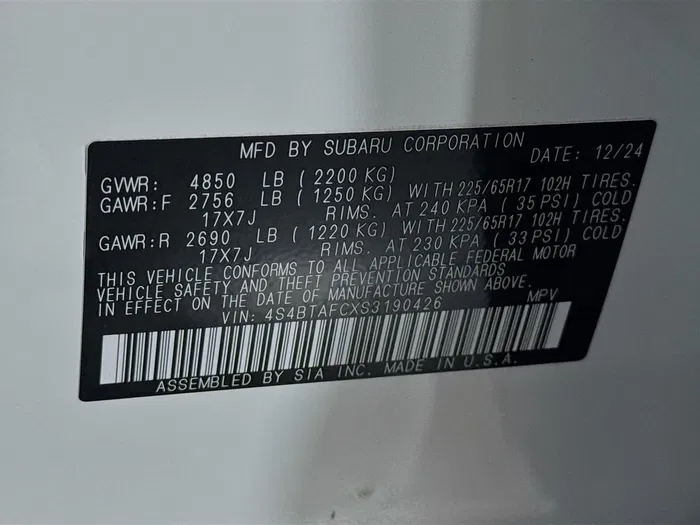 MFD BY SUBARU CORPORATION DATE: 12/24
GVWR: 4850 LB ( 2200 KG)
GAWR:F 2756 LB ( 1250 KG) WITH 225/65R17 102H TIRES.
17X7J RIMS. AT 240 KPA ( 35 PSI) COLD
GAWR:R 2690 LB ( 1220 KG) WITH 225/65R17 102H TIRES.
17X7J RIMS. AT 230 KPA ( 33 PSI) COLD
THIS VEHICLE CONFORMS TO ALL APPLICABLE FEDERAL MOTOR
VEHICLE SAFETY AND THEFT PREVENTION STANDARDS
IN EFFECT ON THE DATE OF MANUFACTURE SHOWN ABOVE.
VIN: 4S4BTAFCXS3190426 MPV
ASSEMBLED BY SIA INC. MADE IN U.S.A.